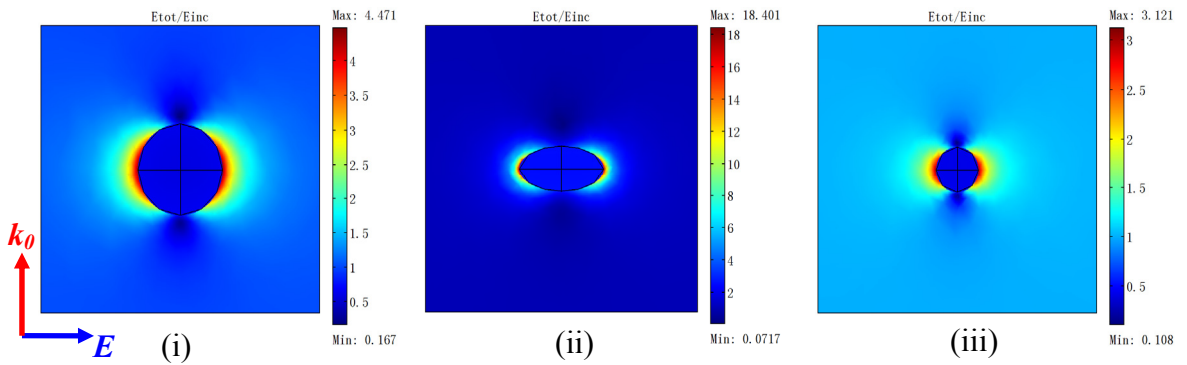 Etot/Einc
Max: 4.471
4
3.5
3
2.5
2
1.5
1
0.5
Min: 0.167
k0
E
(i)
Etot/Einc
Max: 18.401
18
16
14
12
10
8
6
4
2
Min: 0.0717
(ii)
Etot/Einc
Max: 3.121
3
2.5
2
1.5
1
0.5
Min: 0.108
(iii)